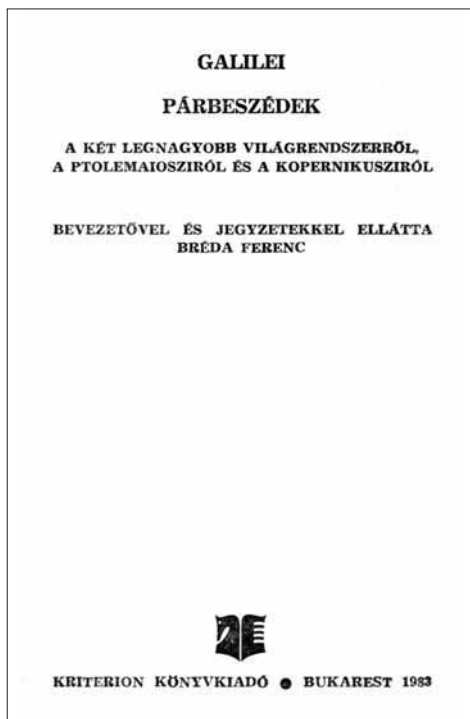 GALILEI
PÁRBESZÉDEK
A KÉT LEGNAGYOBB VILÁGRENDSZERRŐL,
A PTOLEMAIOSZIRÓL ÉS A KOPERNIKUSZIRÓL
BEVEZETŐVEL ÉS JEGYZETEKKEL ELLÁTTA
BRÉDA FERENC
KRITERION KÖNYVKIADÓ ● BUKAREST 1983